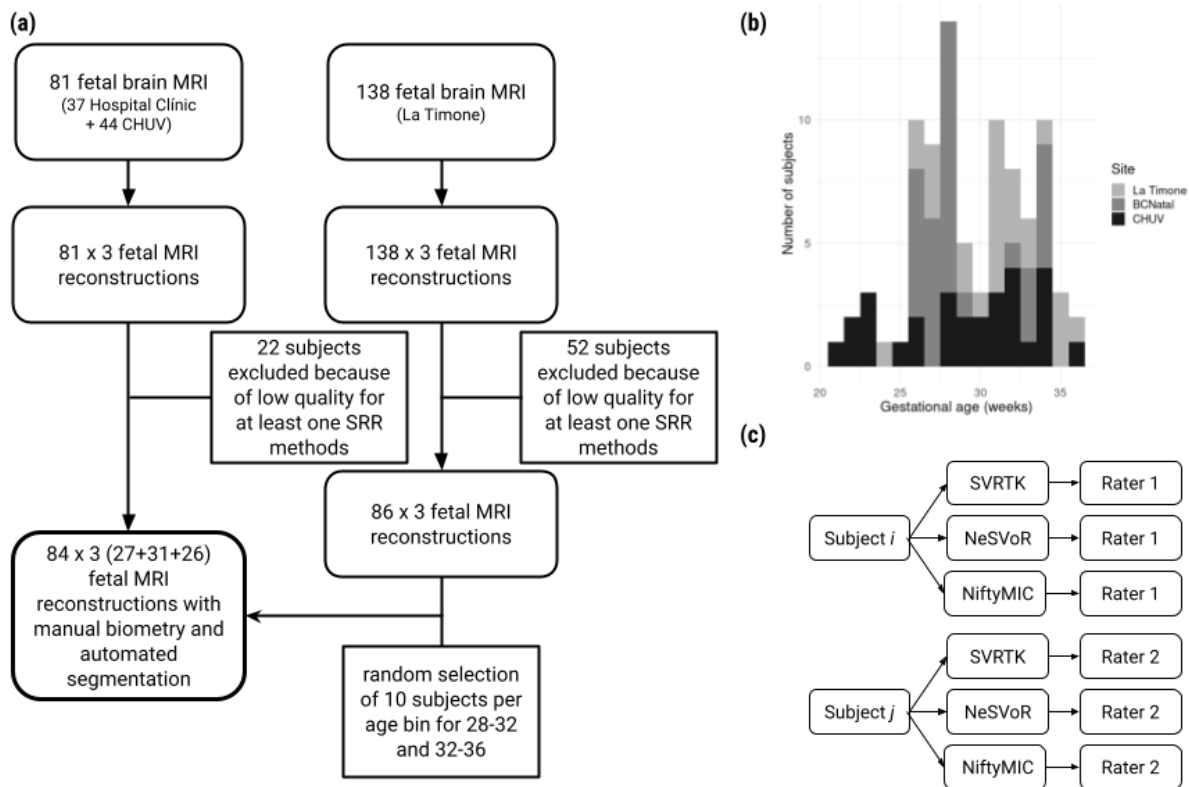 (a)
81 fetal brain MRI
(37 Hospital Clínic
+ 44 CHUV)
138 fetal brain MRI
(La Timone)
81 x 3 fetal MRI
reconstructions
138 x 3 fetal MRI
reconstructions
22 subjects
excluded because
of low quality for
at least one SRR
methods
52 subjects
excluded because
of low quality for
at least one SRR
methods
86 x 3 fetal MRI
reconstructions
84 x 3 (27+31+26)
fetal MRI
reconstructions with
manual biometry and
automated
segmentation
random selection
of 10 subjects per
age bin for 28-32
and 32-36
(b)
Number of subjects
10
5
0
20
25
30
35
Gestational age (weeks)
Site
La Timone
BCNatal
CHUV
(c)
Subject i
SVRTK
Rater 1
NeSVoR
Rater 1
NiftyMIC
Rater 1
Subject j
SVRTK
Rater 2
NeSVoR
Rater 2
NiftyMIC
Rater 2